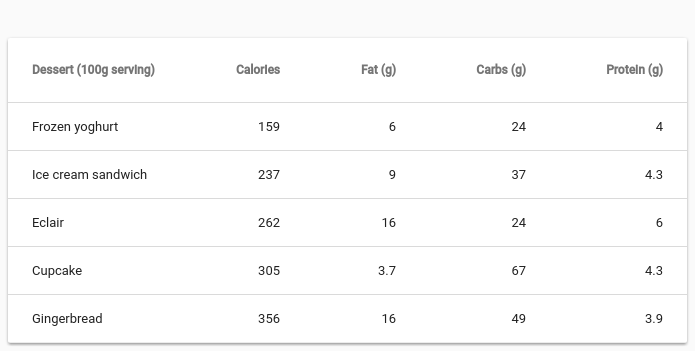 Dessert (100g serving) Calories Fat (g) Carbs (g) Protein (g)
Frozen yoghurt 159 6 24 4
Ice cream sandwich 237 9 37 4.3
Eclair 262 16 24 6
Cupcake 305 3.7 67 4.3
Gingerbread 356 16 49 3.9